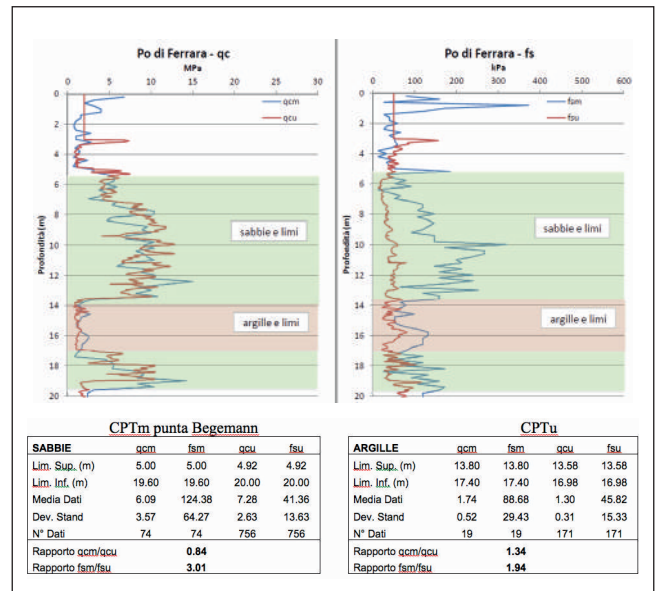 Po di Ferrara - qc
MPa
0 5 10 15 20 25 30
qcm
qcu
0
2
4
6
8
10
12
14
16
18
20
Profondità (m)
sabbie e limi
argille e limi
Po di Ferrara - fs
kPa
0 100 200 300 400 500 600
fsm
fsu
0
2
4
6
8
10
12
14
16
18
20
Profondità (m)
sabbie e limi
argille e limi
CPTm punta Begemann
SABBIE qcm fsm qcu fsu
Lim. Sup. (m) 5.00 5.00 4.92 4.92
Lim. Inf. (m) 19.60 19.60 20.00 20.00
Media Dati 6.09 124.38 7.28 41.36
Dev. Stand 3.57 64.27 2.63 13.63
N° Dati 74 74 756 756
Rapporto qcm/qcu 0.84
Rapporto fsm/fsu 3.01
CPTu
ARGILLE qcm fsm qcu fsu
Lim. Sup. (m) 13.80 13.80 13.58 13.58
Lim. Inf. (m) 17.40 17.40 16.98 16.98
Media Dati 1.74 88.68 1.30 45.82
Dev. Stand 0.52 29.43 0.31 15.33
N° Dati 19 19 171 171
Rapporto qcm/qcu 1.34
Rapporto fsm/fsu 1.94